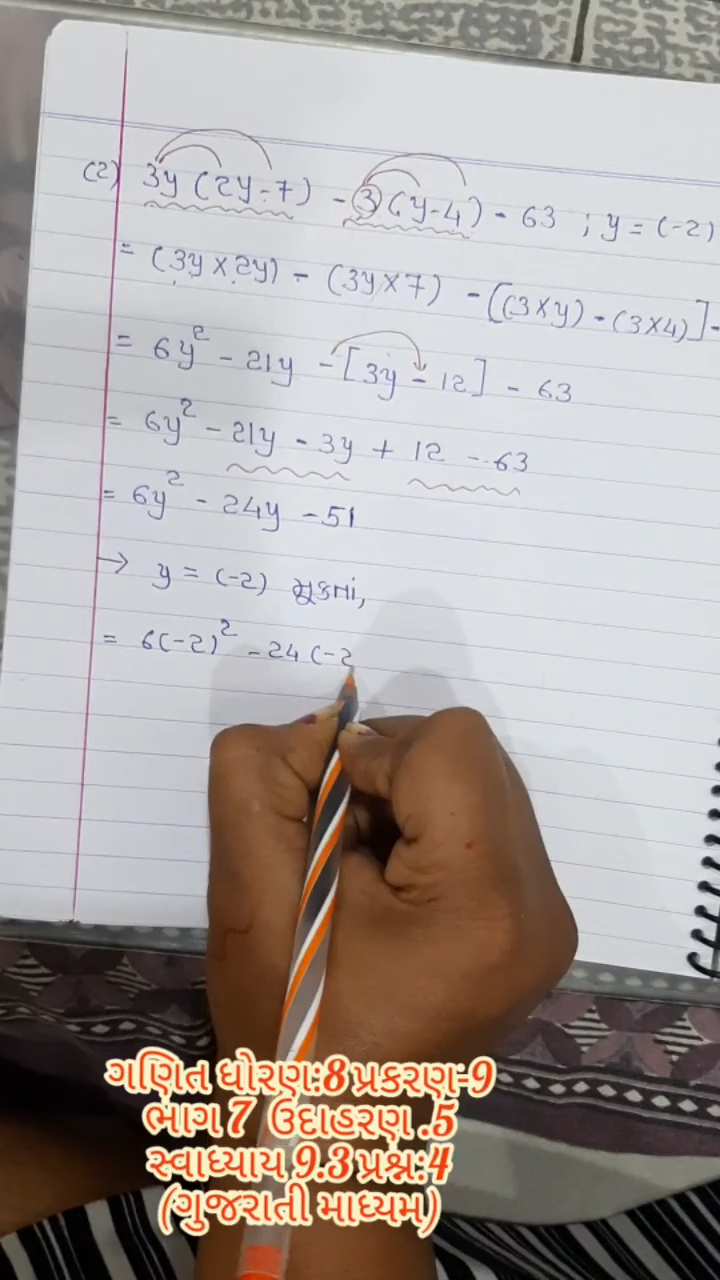 (2) 3y (2y-7) - 3(y-4) - 63 ; y = (-2)
= (3y × 2y) - (3y × 7) - [(3×y) - (3×4)] -
= 6y² - 21y - [3y - 12] - 63
= 6y² - 21y - 3y + 12 - 63
= 6y² - 24y - 51
→ y = (-2) મૂકતાં,
= 6(-2)² - 24 (-2
ગણિત ધોરણ:8 પ્રકરણ-9
ભાગ 7 ઉદાહરણ .5
સ્વાધ્યાય 9.3 પ્રશ્ન:4
(ગુજરાતી માધ્યમ)